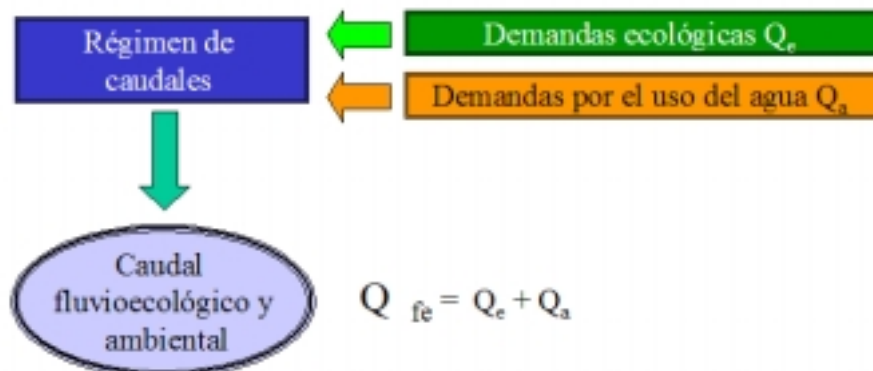 Régimen de
caudales
Demandas ecológicas Qe
Demandas por el uso del agua Qa
Caudal
fluvioecológico y
ambiental
Q fe = Qe + Qa